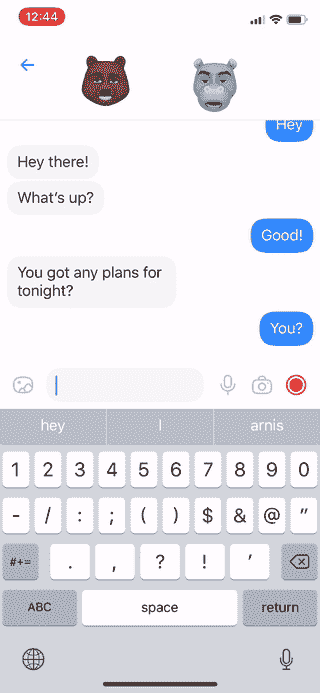 12:44
Hey
Hey there!
What's up?
Good!
You got any plans for
tonight?
You?
hey I arnis
1 2 3 4 5 6 7 8 9 0
- / : ; ( ) $ & @ "
#+= . , ? ! '
ABC space return